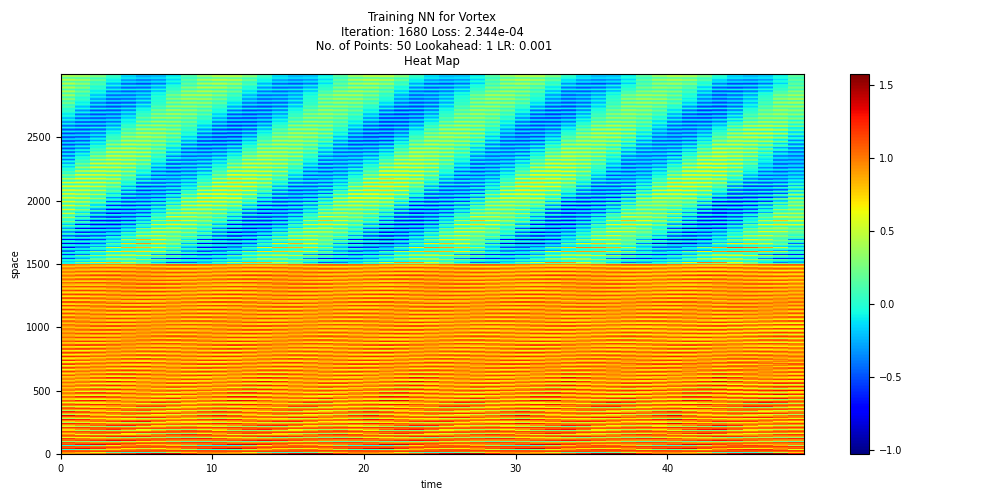 Training NN for Vortex
Iteration: 1680 Loss: 2.344e-04
No. of Points: 50 Lookahead: 1 LR: 0.001
Heat Map
2500
2000
1500
1000
500
0
space
0 10 20 30 40
time
1.5
1.0
0.5
0.0
−0.5
−1.0